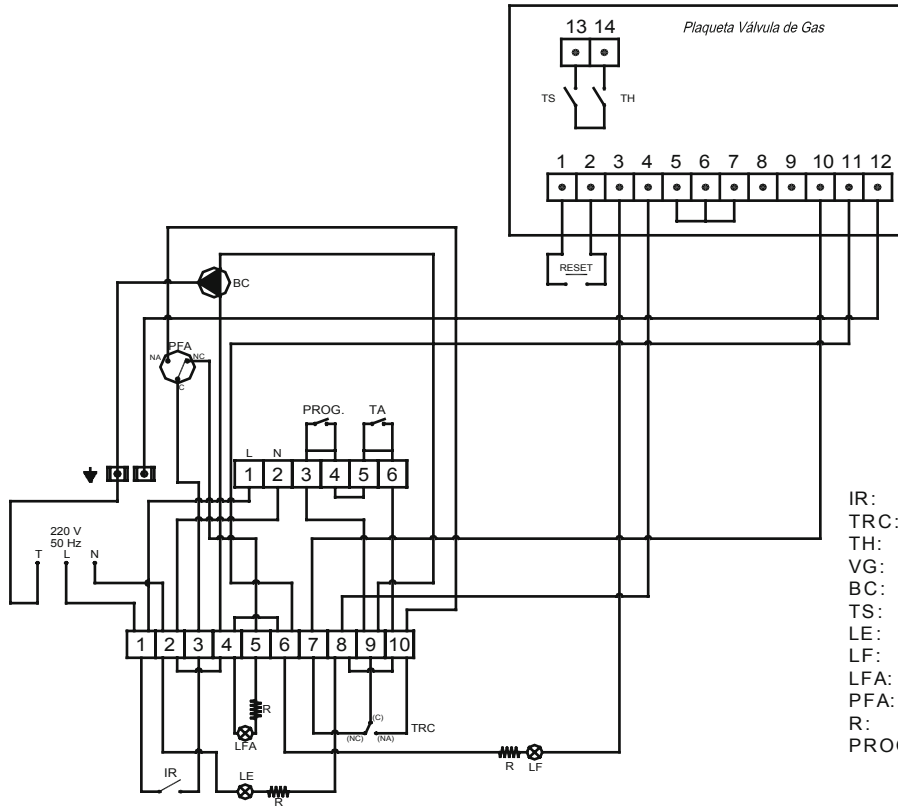 13 14
Plaqueta Válvula de Gas
TS
TH
1 2 3 4 5 6 7 8 9 10 11 12
RESET
BC
PFA
NA
NC
C
PROG.
TA
L N
1 2 3 4 5 6
220 V
50 Hz
T L N
1 2 3 4 5 6 7 8 9 10
R
LFA
(C)
(NC)
(NA)
TRC
IR
LE
R
R
LF
IR:
TRC:
TH:
VG:
BC:
TS:
LE:
LF:
LFA:
PFA:
R: